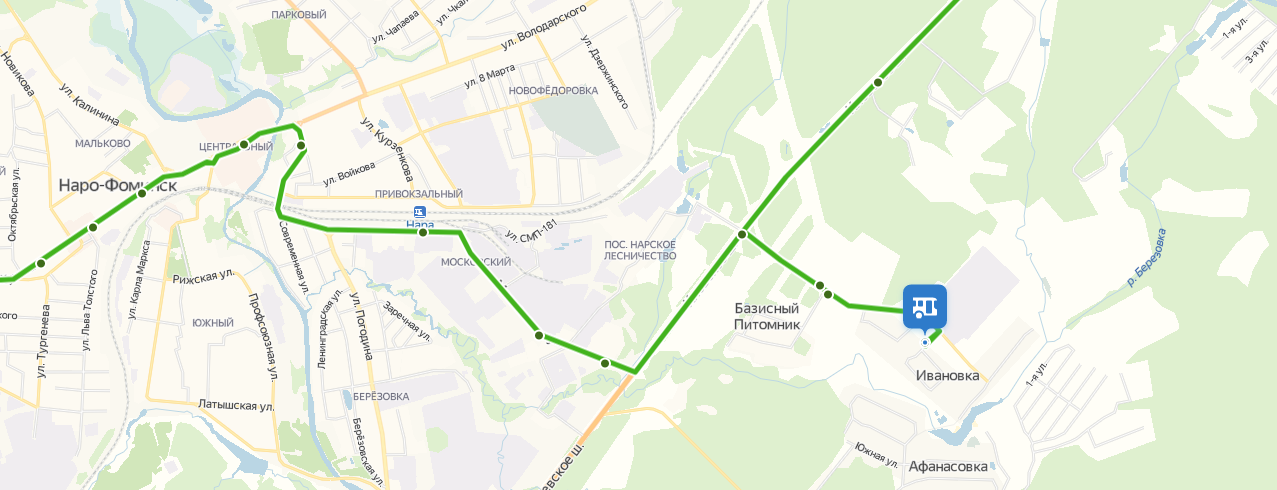 ПАРКОВЫЙ
ул. Чапаева
ул. Володарского
1-я ул.
3-я ул.
Новикова
ул. Калинина
ул. 8 Марта
ул. Дзержинского
НОВОФЁДОРОВКА
МАЛЬКОВО
ЦЕНТРАЛЬНЫЙ
ул. Курзенкова
ул. Войкова
Наро-Фоминск
ПРИВОКЗАЛЬНЫЙ
Октябрьская ул.
Нара
ул. СМП-181
ПОС. НАРСКОЕ
ЛЕСНИЧЕСТВО
р. Березовка
МОСКОВСКИЙ
Современная ул.
ул. Карла Маркса
Рижская ул.
ул. Льва Толстого
Профсоюзная ул.
ЮЖНЫЙ
Ленинградская ул.
ул. Погодина
Заречная ул.
Базисный
Питомник
ул. Тургенева
Ивановка
1-я ул.
БЕРЁЗОВКА
Латышская ул.
Берёзовская ул.
Южная ул.
Афанасовка